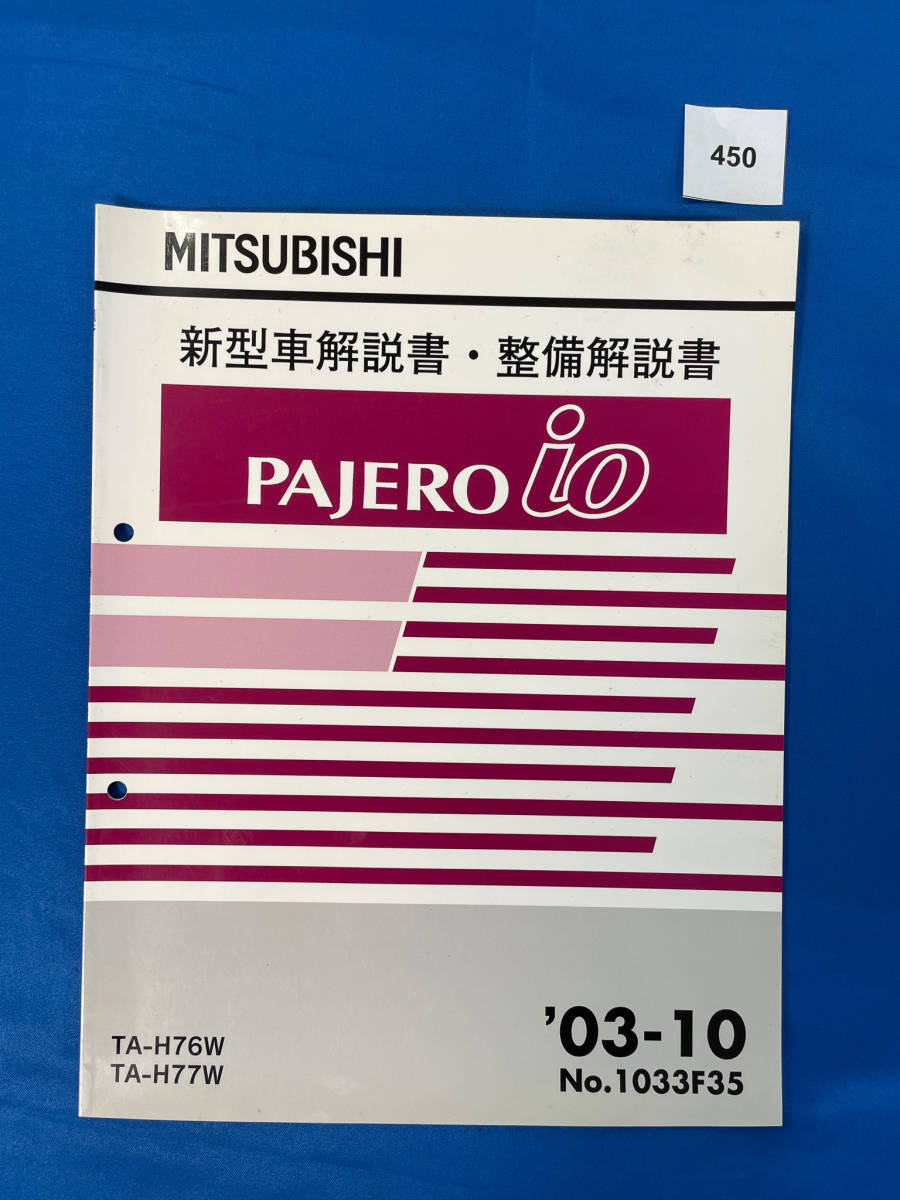 450
MITSUBISHI
新型車解説書・整備解説書
PAJERO io
TA-H76W
TA-H77W
'03-10
No.1033F35